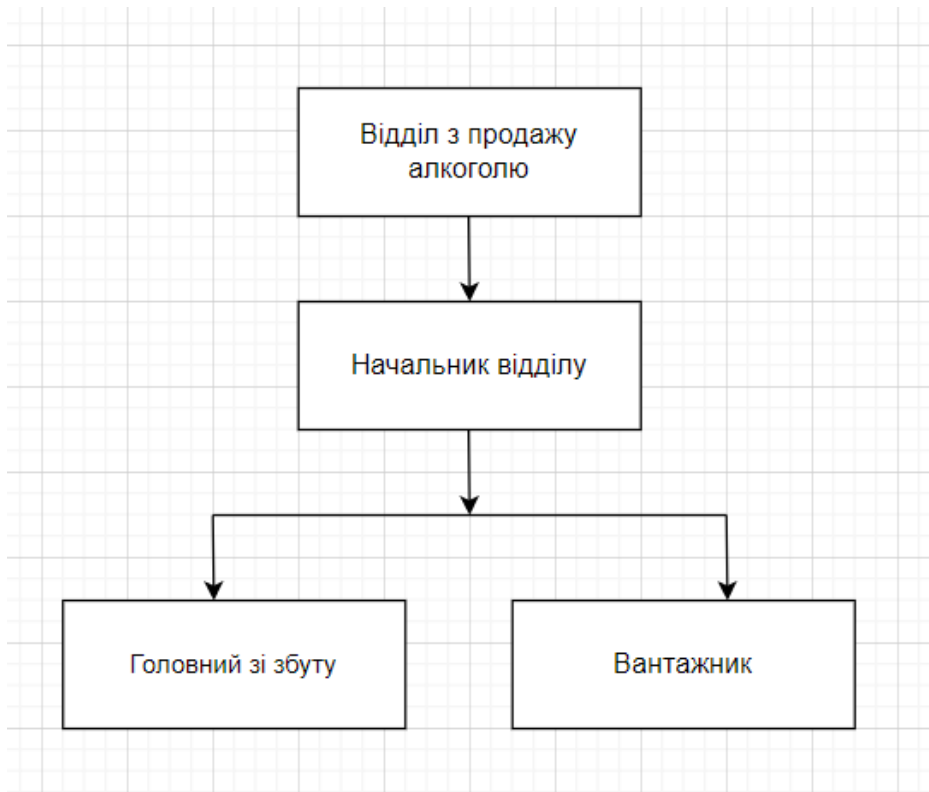 Відділ з продажу
алкоголю
Начальник відділу
Головний зі збуту
Вантажник